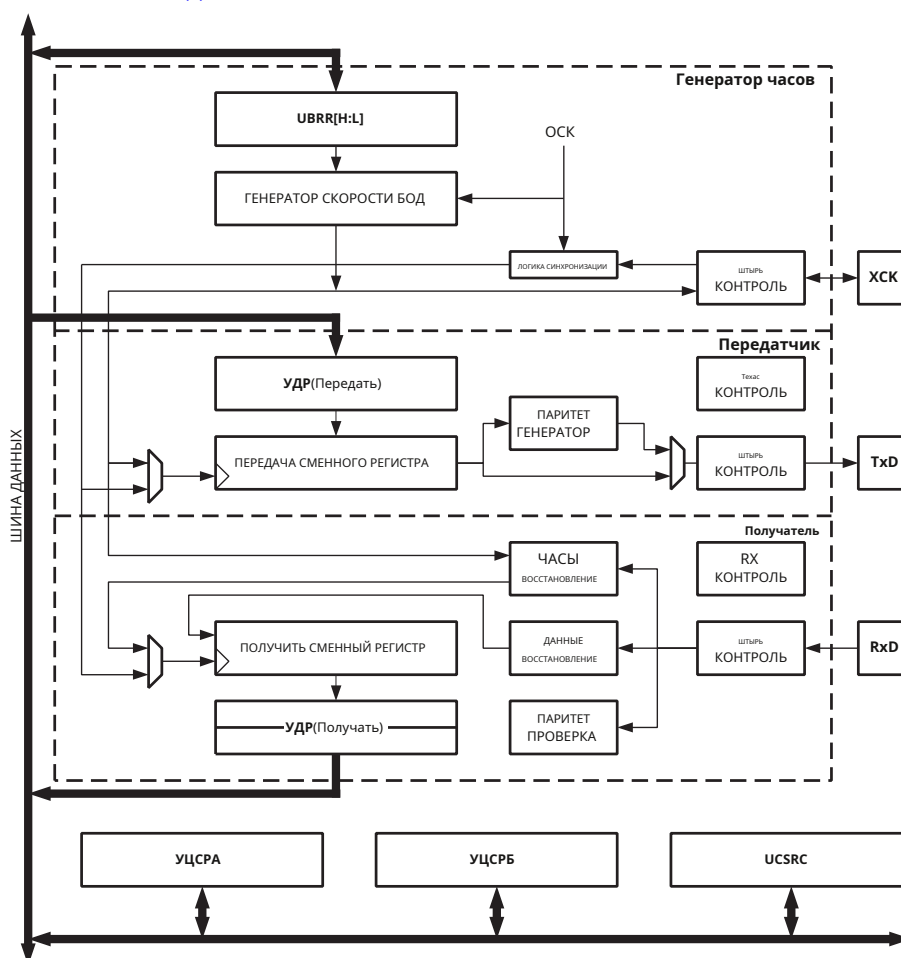 Генератор часов
UBRR[H:L]
ОСК
ГЕНЕРАТОР СКОРОСТИ БОД
ЛОГИКА СИНХРОНИЗАЦИИ
ШТЫРЬ
КОНТРОЛЬ
XCK
Передатчик
УДР(Передать)
Техас
КОНТРОЛЬ
ПАРИТЕТ
ГЕНЕРАТОР
ПЕРЕДАЧА СМЕННОГО РЕГИСТРА
ШТЫРЬ
КОНТРОЛЬ
TxD
ШИНА ДАННЫХ
Получатель
ЧАСЫ
ВОССТАНОВЛЕНИЕ
RX
КОНТРОЛЬ
ПОЛУЧИТЬ СМЕННЫЙ РЕГИСТР
ДАННЫЕ
ВОССТАНОВЛЕНИЕ
ШТЫРЬ
КОНТРОЛЬ
RxD
УДР(Получать)
ПАРИТЕТ
ПРОВЕРКА
УЦСРА
УЦСРБ
UCSRC